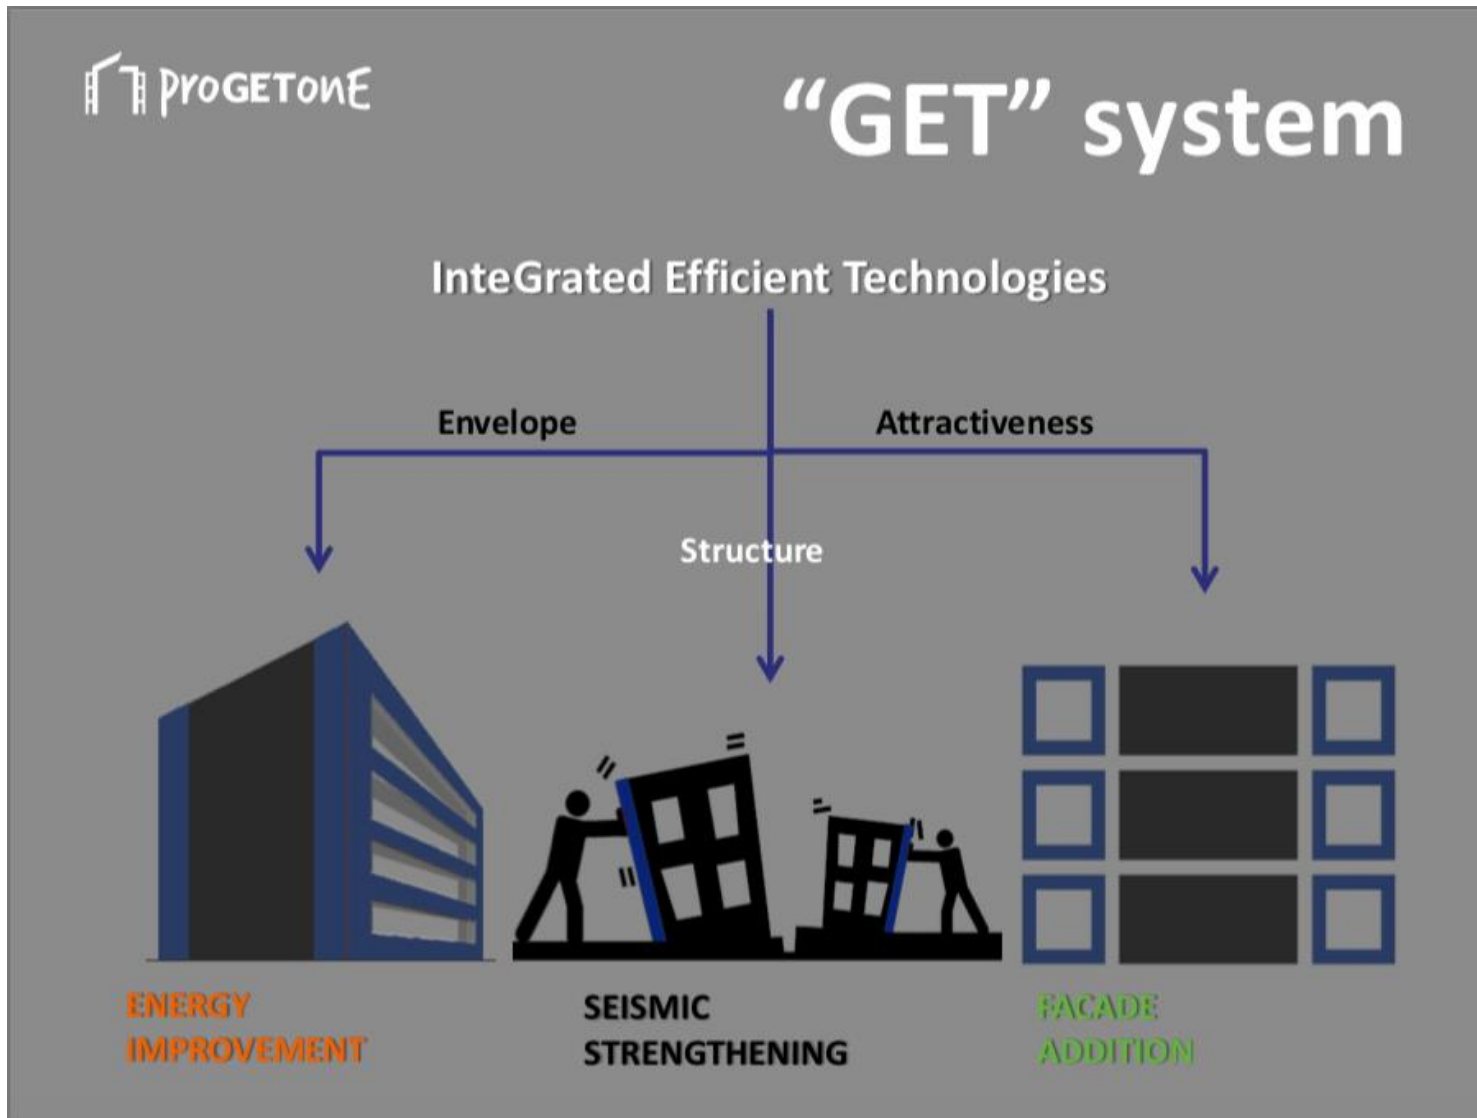 ProGETonE
“GET” system
InteGrated Efficient Technologies
Envelope
Attractiveness
Structure
ENERGY
IMPROVEMENT
SEISMIC
STRENGTHENING
FACADE
ADDITION